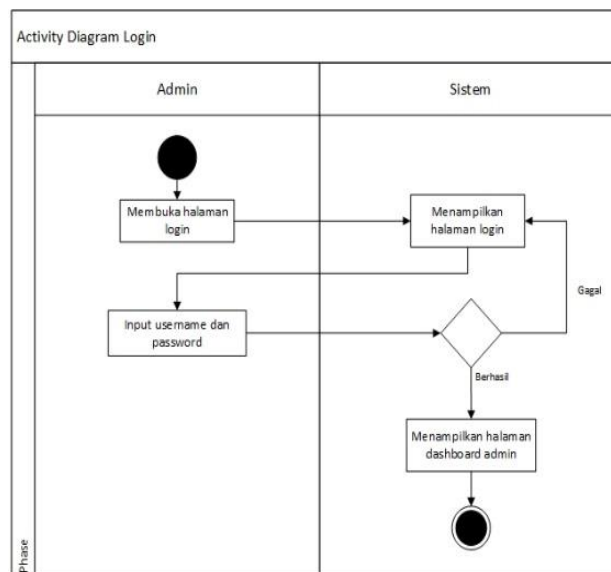 Activity Diagram Login
Admin
Sistem
Membuka halaman
login
Menampilkan
halaman login
Input username dan
password
Gagal
Berhasil
Menampilkan halaman
dashboard admin
Phase